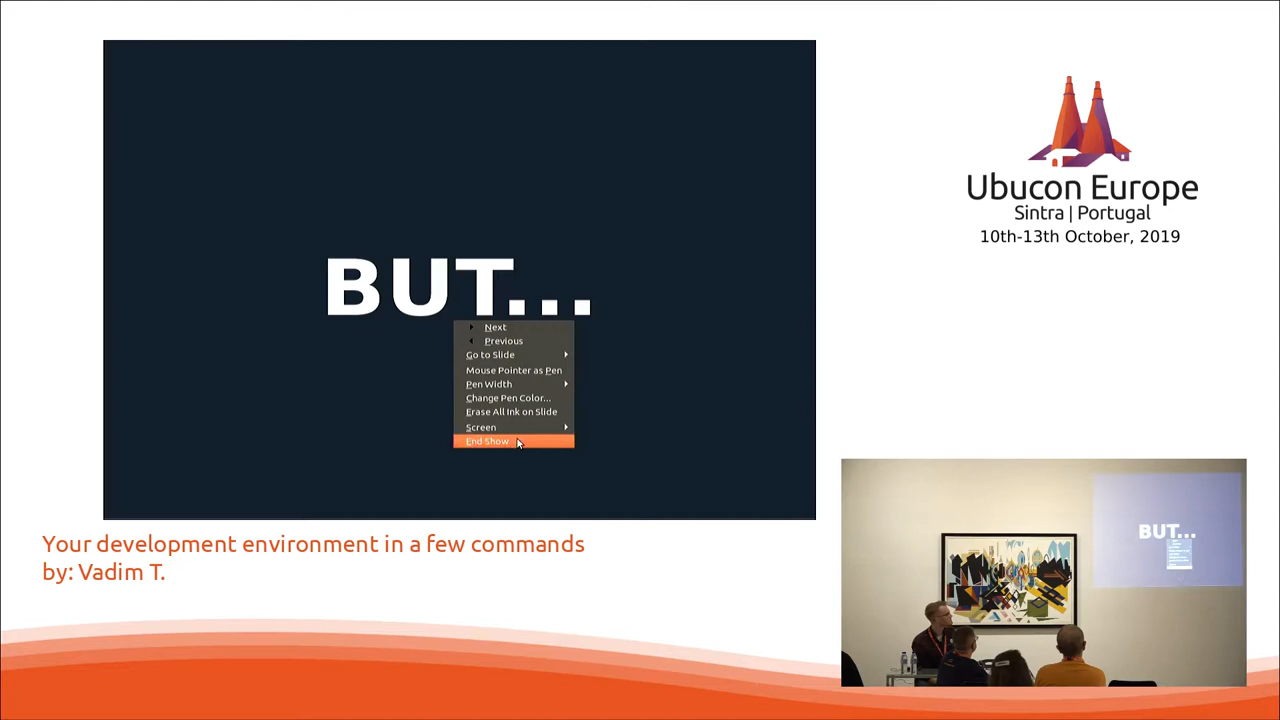 BUT...
Next
Previous
Go to Slide
Mouse Pointer as Pen
Pen Width
Change Pen Color...
Erase All Ink on Slide
Screen
End Show
Your development environment in a few commands
by: Vadim T.
Ubucon Europe
Sintra | Portugal
10th-13th October, 2019
BUT...